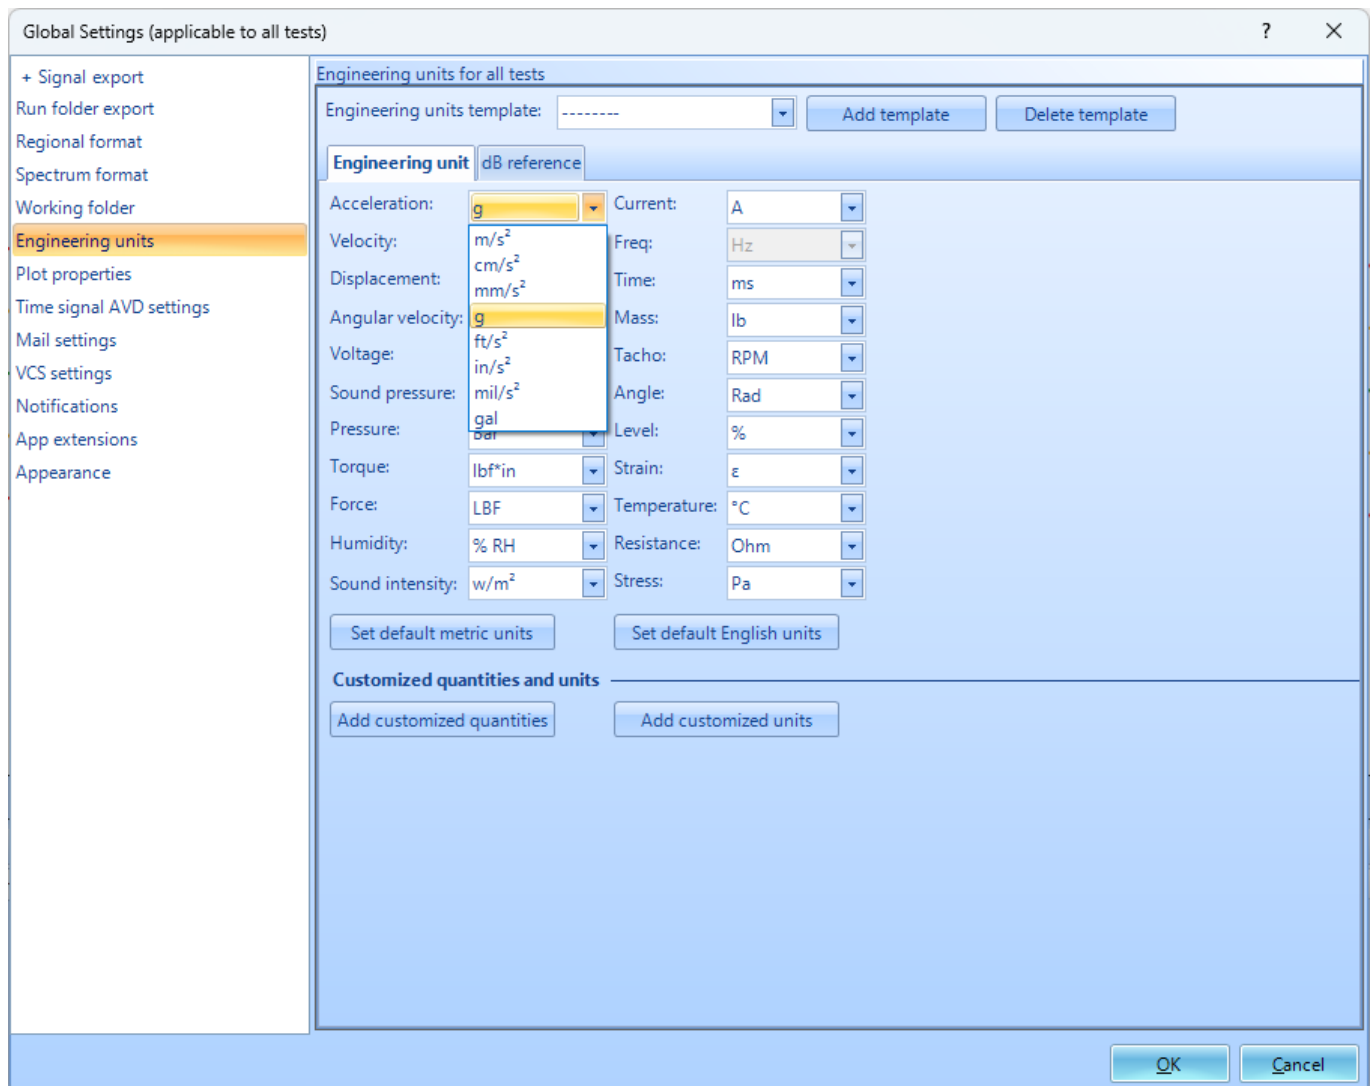 Global Settings (applicable to all tests)
?
+ Signal export
Run folder export
Regional format
Spectrum format
Working folder
Engineering units
Plot properties
Time signal AVD settings
Mail settings
VCS settings
Notifications
App extensions
Appearance
Engineering units for all tests
Engineering units template: -------- Add template Delete template
Engineering unit dB reference
Acceleration: g Current: A
Velocity: Freq: Hz
Displacement: Time: ms
Angular velocity: Mass: lb
Voltage: Tacho: RPM
Sound pressure: Angle: Rad
Pressure: Bar Level: %
Torque: lbf*in Strain: ε
Force: LBF Temperature: °C
Humidity: % RH Resistance: Ohm
Sound intensity: w/m² Stress: Pa
m/s²
cm/s²
mm/s²
g
ft/s²
in/s²
mil/s²
gal
Set default metric units Set default English units
Customized quantities and units
Add customized quantities Add customized units
OK Cancel